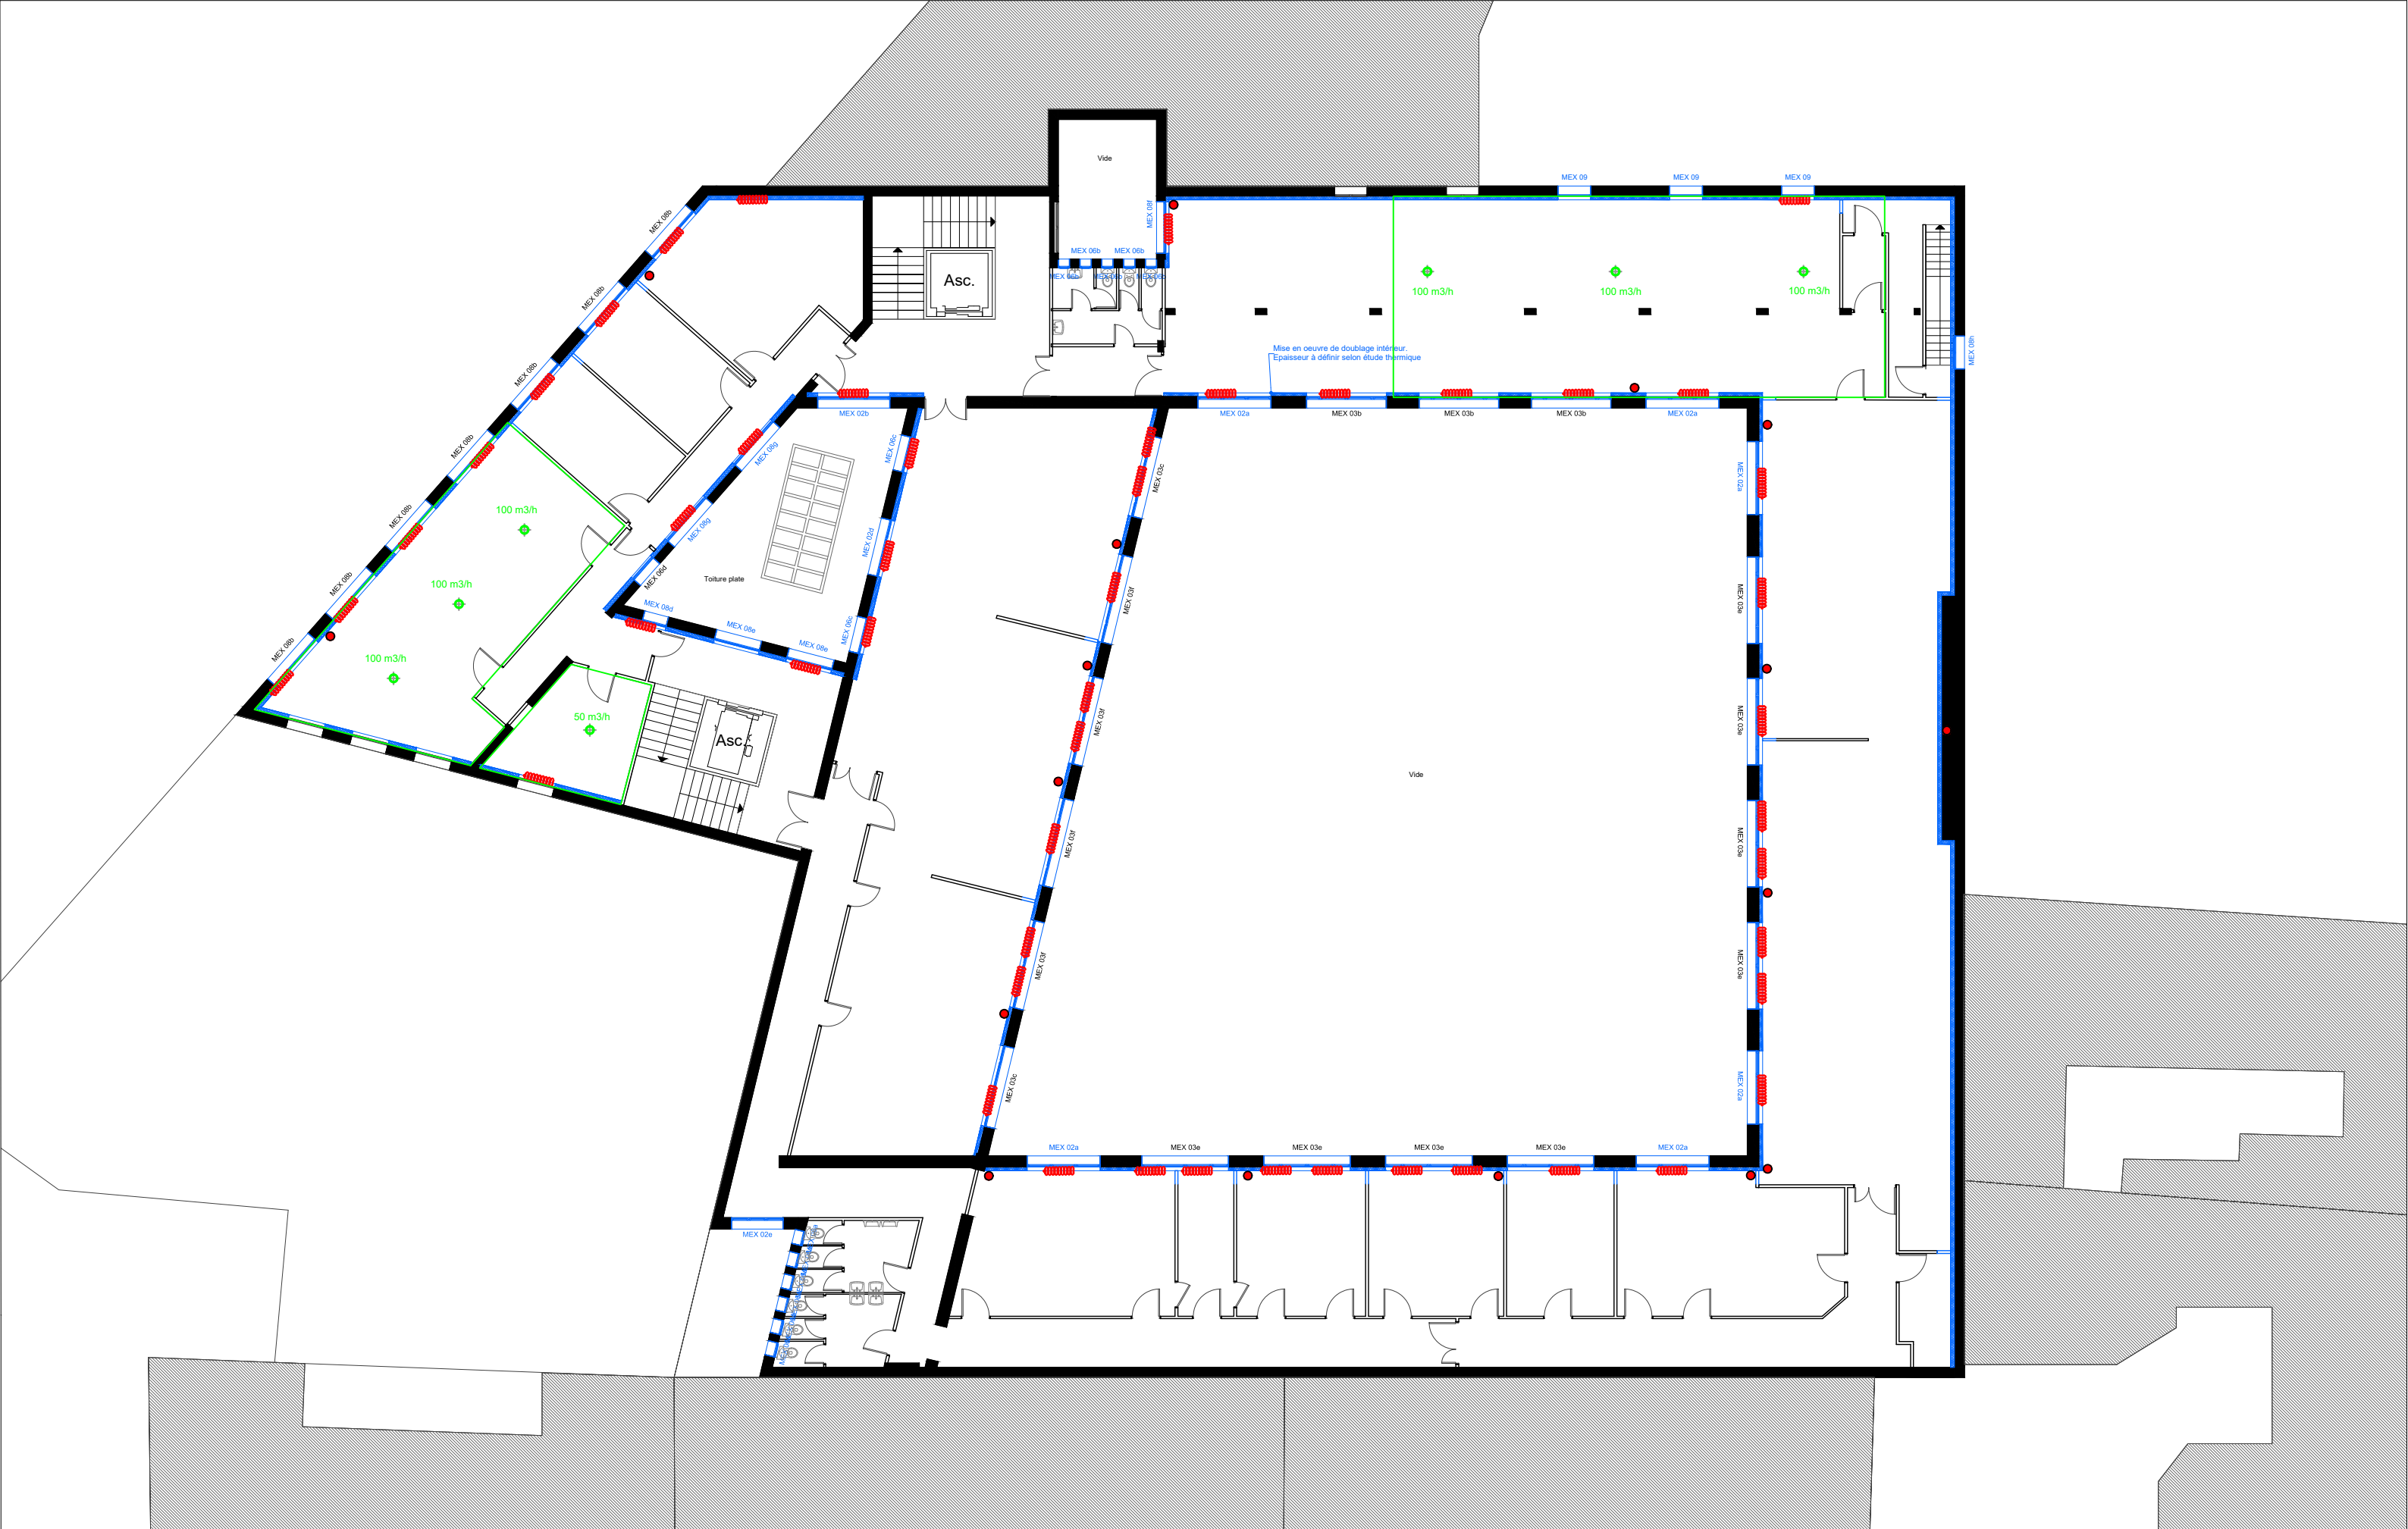 Vide
MEX 09
MEX 09
MEX 09
MEX 08b
MEX 08f
MEX 06b
MEX 06b
MEX 06b
MEX 06b
MEX 06b
Asc.
100 m3/h
100 m3/h
100 m3/h
MEX 08b
Mise en oeuvre de doublage intérieur.
Epaisseur à définir selon étude thermique
MEX 08h
MEX 08b
MEX 02b
MEX 02a
MEX 03b
MEX 03b
MEX 03b
MEX 02a
MEX 08b
MEX 08g
MEX 06c
MEX 03c
MEX 02a
100 m3/h
MEX 08b
MEX 08g
MEX 02d
100 m3/h
MEX 08b
MEX 06d
Toiture plate
MEX 03f
MEX 03e
MEX 08d
MEX 08e
MEX 08e
MEX 06c
100 m3/h
MEX 08b
50 m3/h
Asc.
MEX 03f
MEX 03e
Vide
MEX 03f
MEX 03e
MEX 03f
MEX 03e
MEX 03c
MEX 02a
MEX 02a
MEX 03e
MEX 03e
MEX 03e
MEX 03e
MEX 02a
MEX 02e